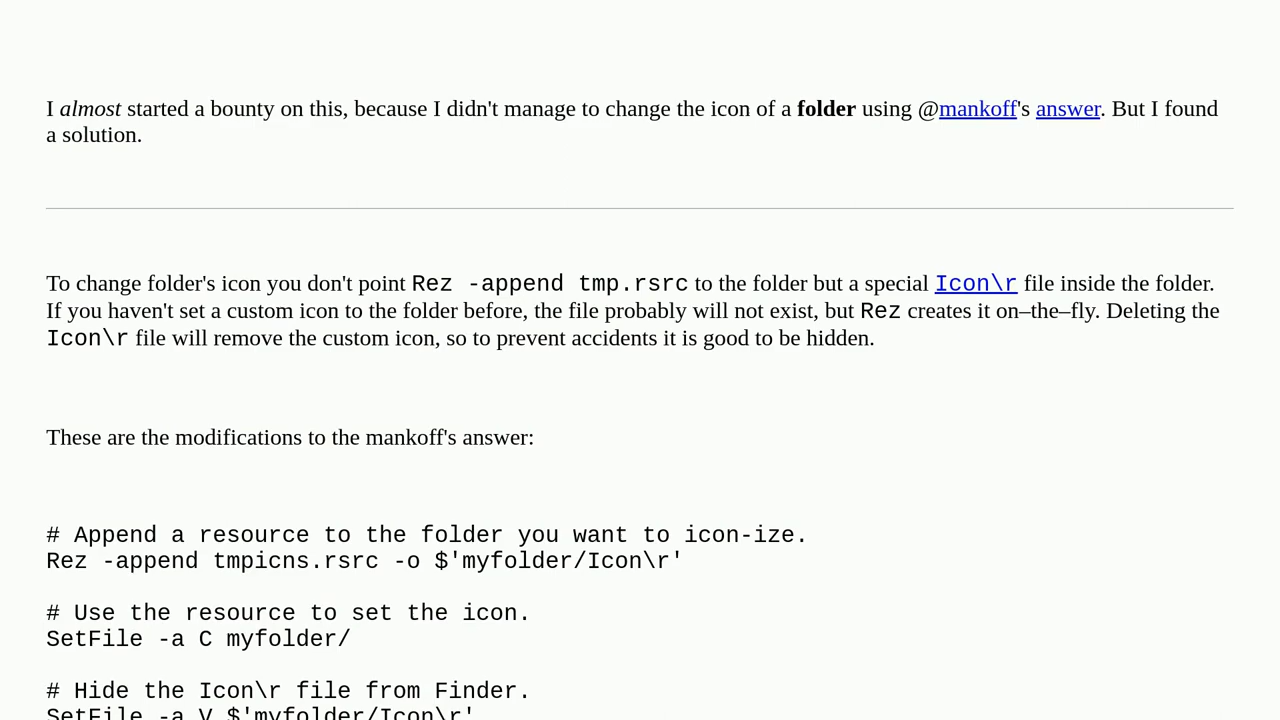 I almost started a bounty on this, because I didn't manage to change the icon of a folder using @mankoff's answer. But I found
a solution.
To change folder's icon you don't point Rez -append tmp.rsrc to the folder but a special Icon\r file inside the folder.
If you haven't set a custom icon to the folder before, the file probably will not exist, but Rez creates it on–the–fly. Deleting the
Icon\r file will remove the custom icon, so to prevent accidents it is good to be hidden.
These are the modifications to the mankoff's answer:
# Append a resource to the folder you want to icon-ize.
Rez -append tmpicns.rsrc -o $'myfolder/Icon\r'
# Use the resource to set the icon.
SetFile -a C myfolder/
# Hide the Icon\r file from Finder.
SetFile -a V $'myfolder/Icon\r'